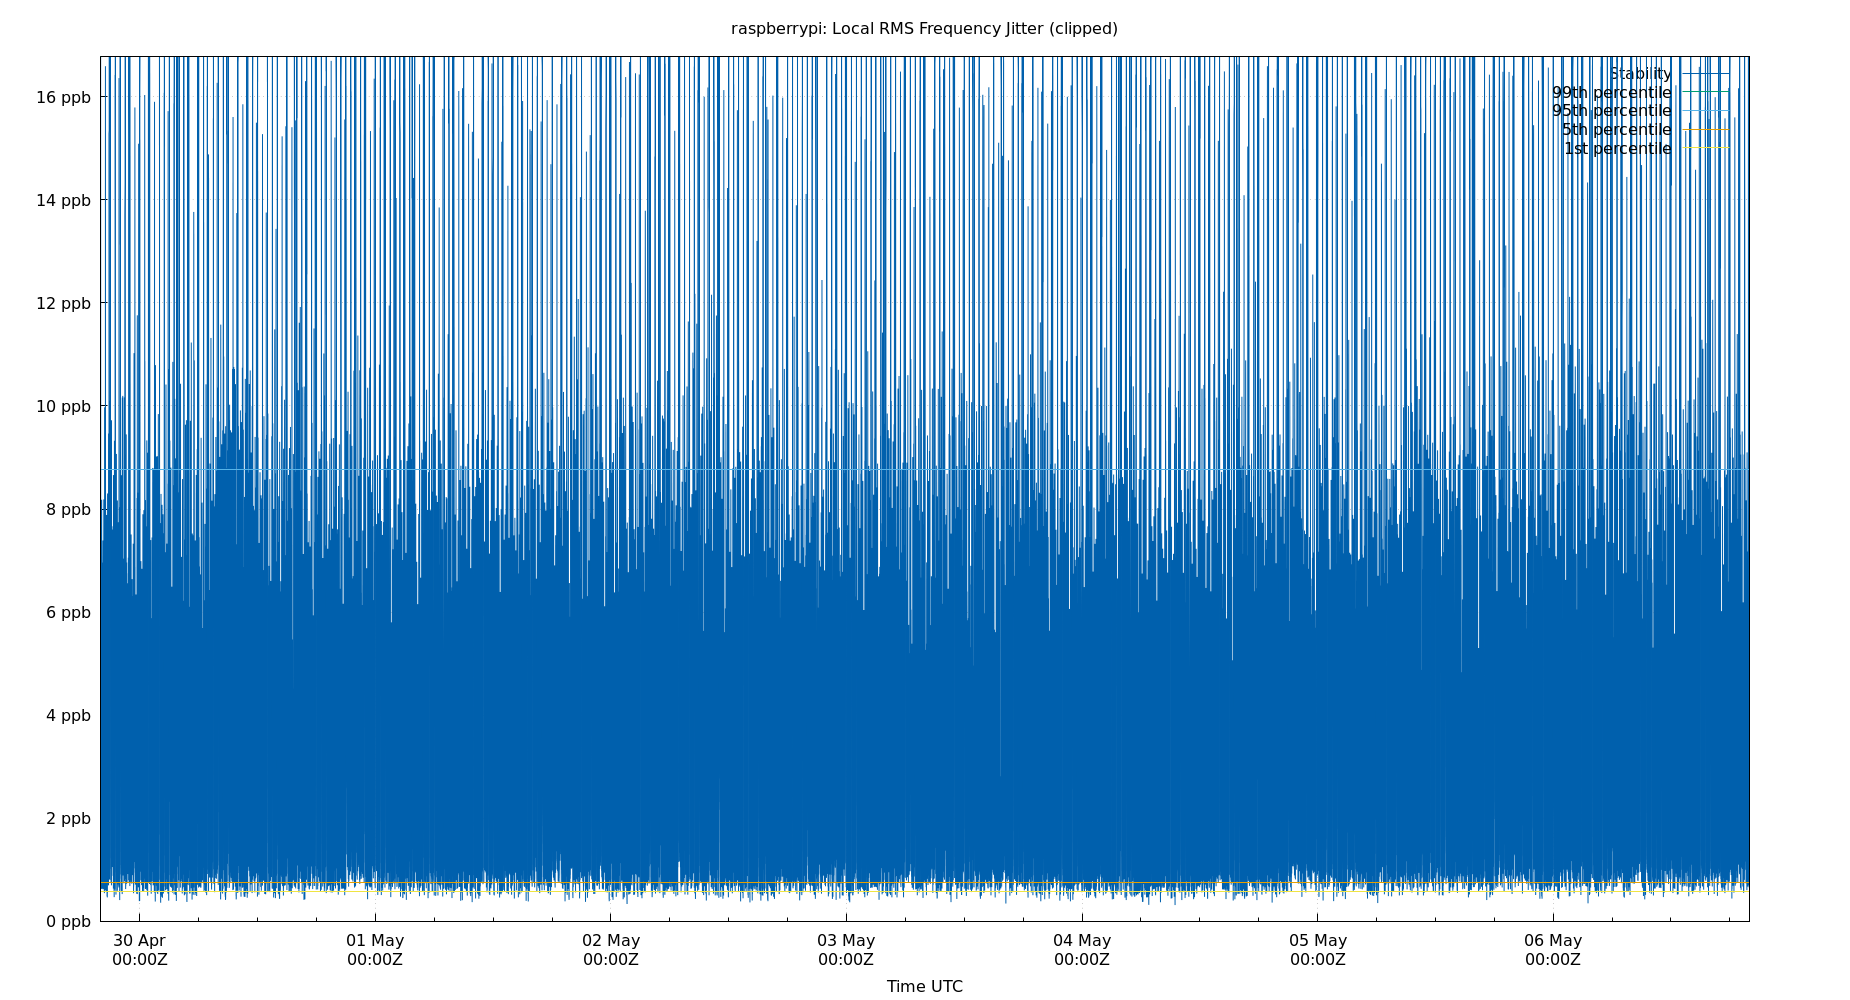 raspberrypi: Local RMS Frequency Jitter (clipped)
Stability
99th percentile
95th percentile
5th percentile
1st percentile
16 ppb
14 ppb
12 ppb
10 ppb
8 ppb
6 ppb
4 ppb
2 ppb
0 ppb
30 Apr 01 May 02 May 03 May 04 May 05 May 06 May
00:00Z 00:00Z 00:00Z 00:00Z 00:00Z 00:00Z 00:00Z
Time UTC